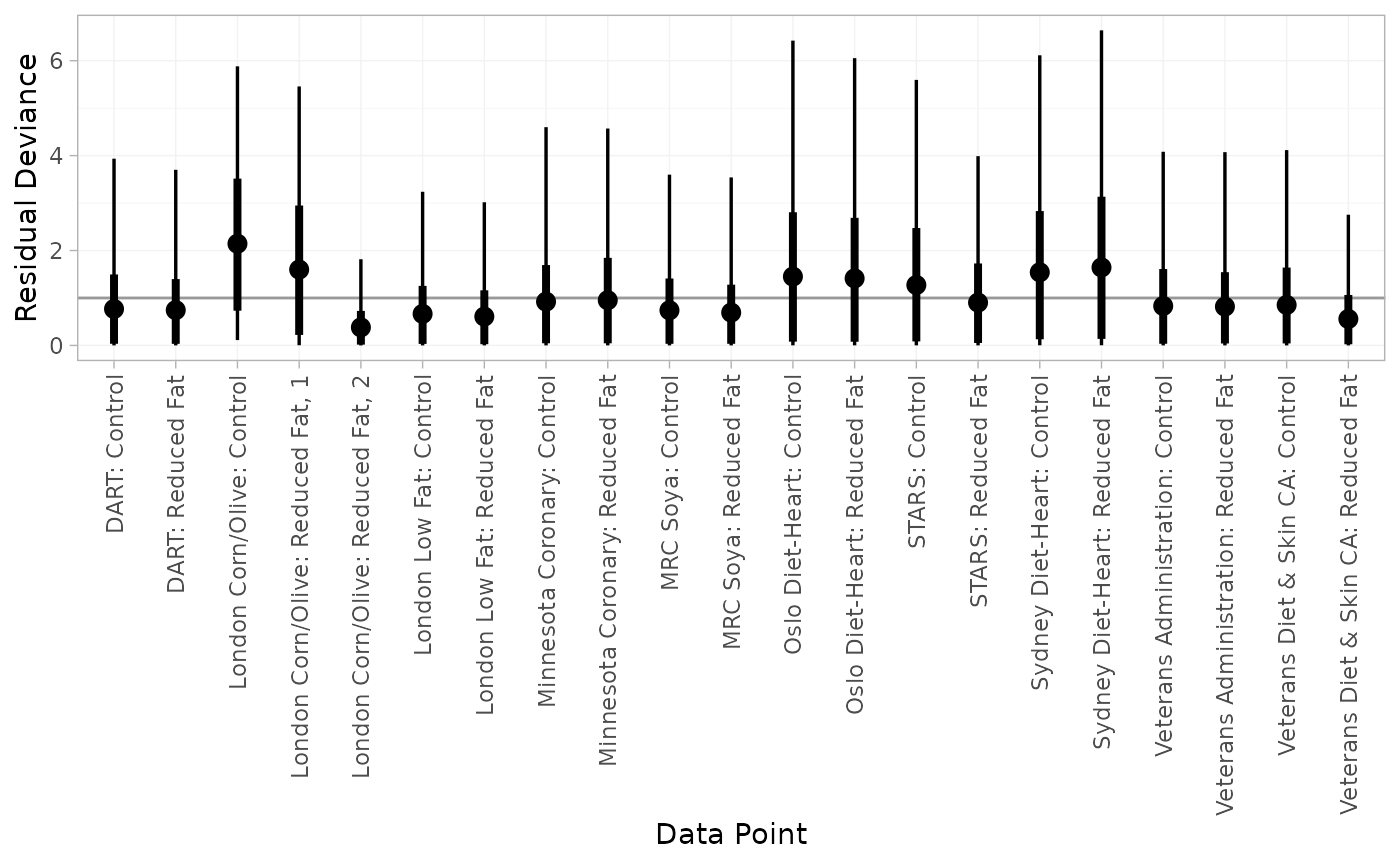 Residual Deviance
6
4
2
0
DART: Control
DART: Reduced Fat
London Corn/Olive: Control
London Corn/Olive: Reduced Fat, 1
London Corn/Olive: Reduced Fat, 2
London Low Fat: Control
London Low Fat: Reduced Fat
Minnesota Coronary: Control
Minnesota Coronary: Reduced Fat
MRC Soya: Control
MRC Soya: Reduced Fat
Oslo Diet-Heart: Control
Oslo Diet-Heart: Reduced Fat
STARS: Control
STARS: Reduced Fat
Sydney Diet-Heart: Control
Sydney Diet-Heart: Reduced Fat
Veterans Administration: Control
Veterans Administration: Reduced Fat
Veterans Diet & Skin CA: Control
Veterans Diet & Skin CA: Reduced Fat
Data Point